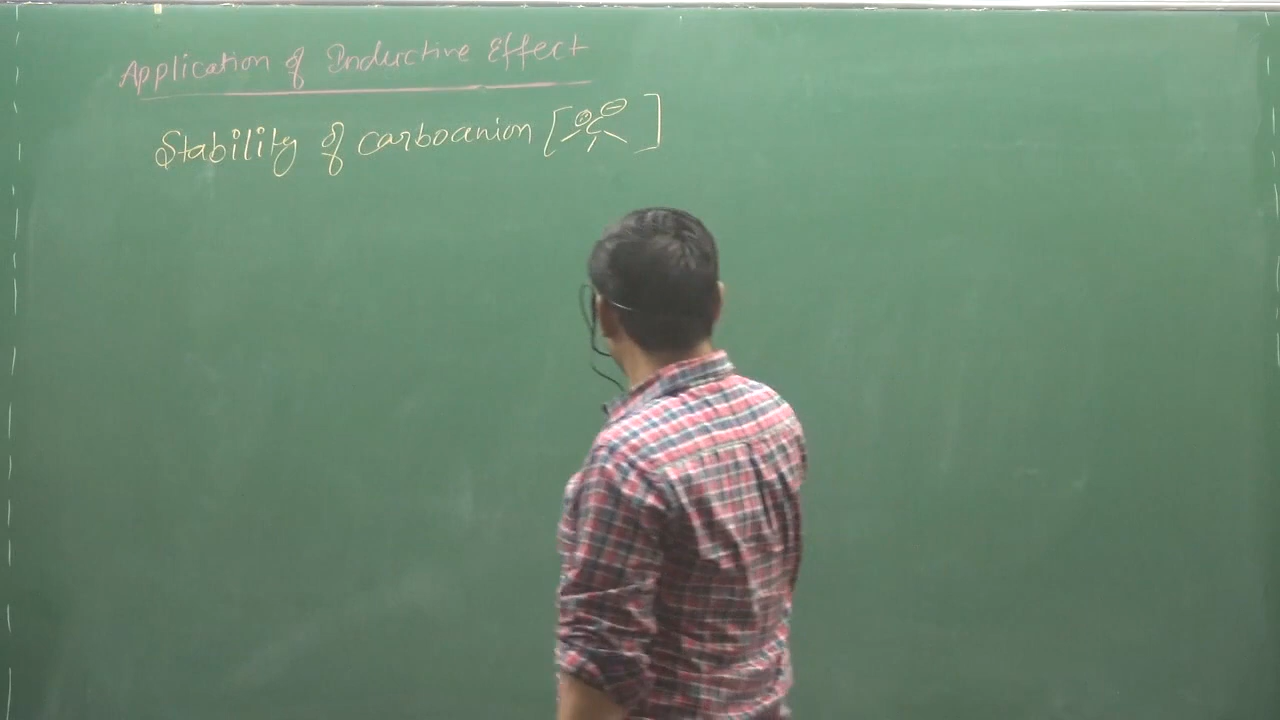 Application of Inductive Effect
Stability of carboanion [C⊖]